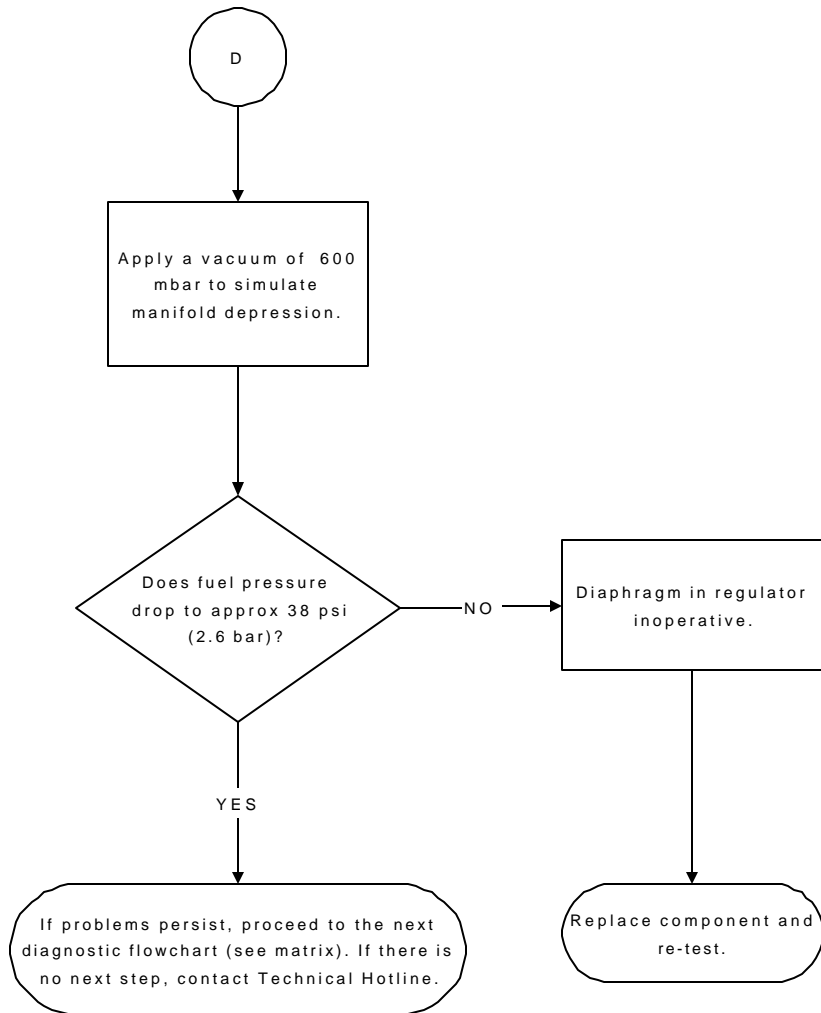 D
Apply a vacuum of 600
mbar to simulate
manifold depression.
Does fuel pressure
drop to approx 38 psi
(2.6 bar)?
NO
Diaphragm in regulator
inoperative.
YES
If problems persist, proceed to the next
diagnostic flowchart (see matrix). If there is
no next step, contact Technical Hotline.
Replace component and
re-test.